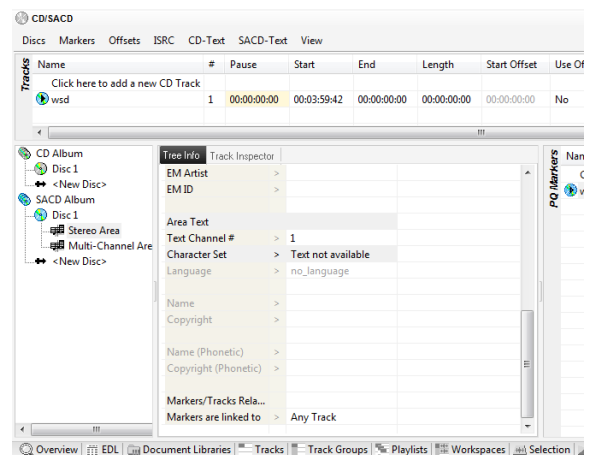 CD/SACD
Discs Markers Offsets ISRC CD-Text SACD-Text View
Tracks
Name # Pause Start End Length Start Offset Use Of
Click here to add a new CD Track
wsd 1 00:00:00:00 00:03:59:42 00:00:00:00 00:00:00:00 00:00:00:00 No
CD Album
Disc 1
<New Disc>
SACD Album
Disc 1
Stereo Area
Multi-Channel Are
<New Disc>
Tree Info Track Inspector
EM Artist >
EM ID >
Area Text
Text Channel # > 1
Character Set > Text not available
Language > no_language
Name >
Copyright >
Name (Phonetic) >
Copyright (Phonetic) >
Markers/Tracks Rela...
Markers are linked to > Any Track
PQ Markers
Nan
C
w
Overview EDL Document Libraries Tracks Track Groups Playlists Workspaces Selection